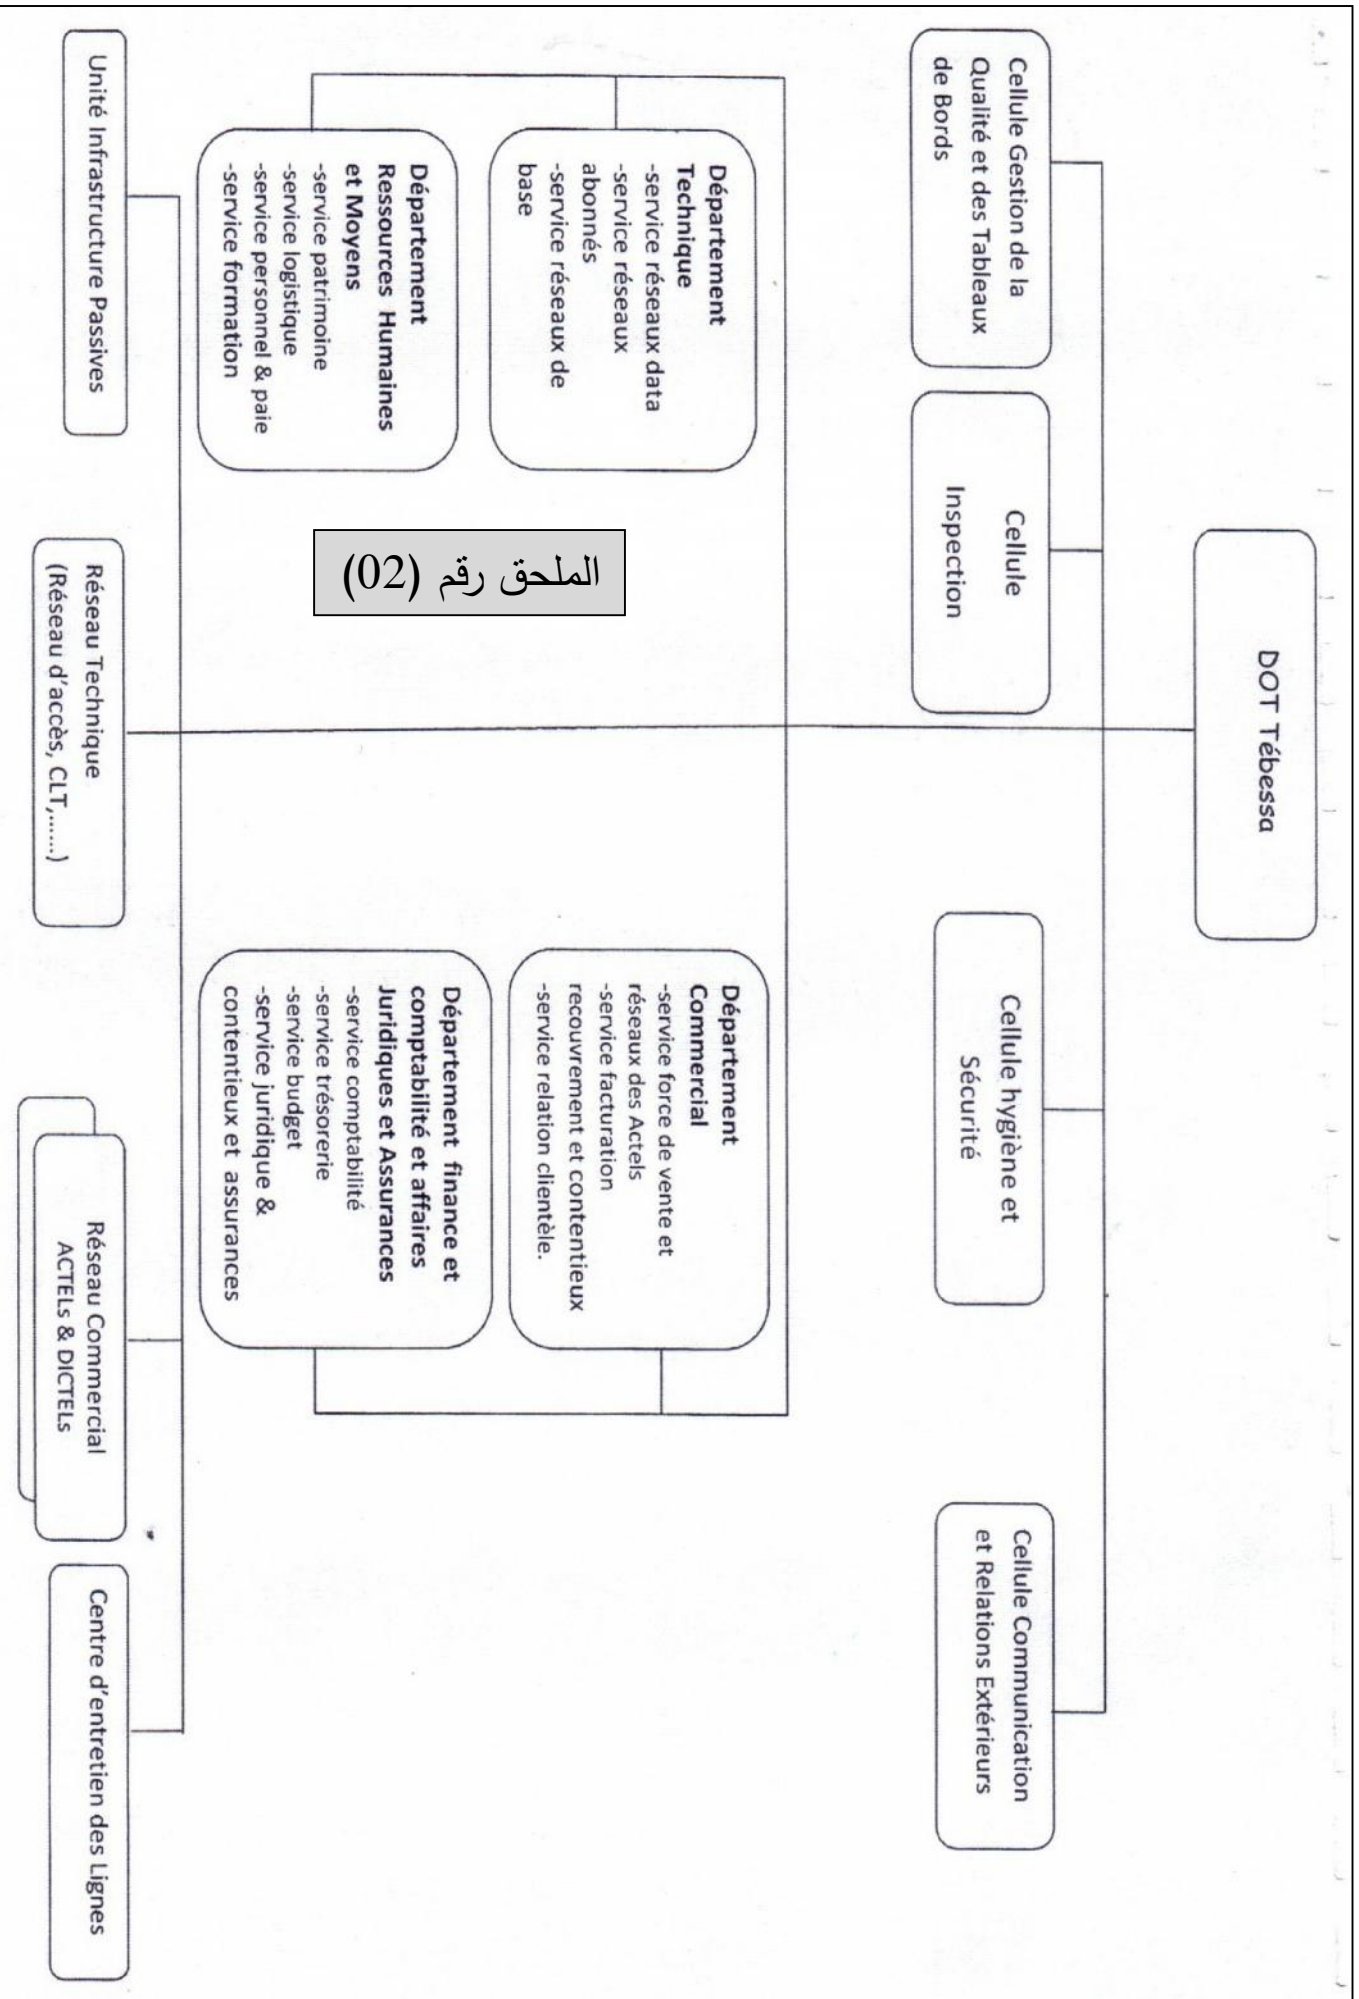 DOT Tébessa
Cellule Gestion de la
Qualité et des Tableaux
de Bords
Cellule
Inspection
Cellule hygiène et
Sécurité
Cellule Communication
et Relations Extérieurs
Département
Technique
-service réseaux data
-service réseaux
abonnés
-service réseaux de
base
Département
Commercial
-service force de vente et
réseaux des Actels
-service facturation
recouvrement et contentieux
-service relation clientèle.
Département
Ressources Humaines
et Moyens
-service patrimoine
-service logistique
-service personnel & paie
-service formation
الملحق رقم (02)
Département finance et
comptabilité et affaires
Juridiques et Assurances
-service comptabilité
-service trésorerie
-service budget
-service juridique &
contentieux et assurances
Unité Infrastructure Passives
Réseau Technique
(Réseau d'accès, CLT,......)
Réseau Commercial
ACTELs & DICTELs
Centre d'entretien des Lignes